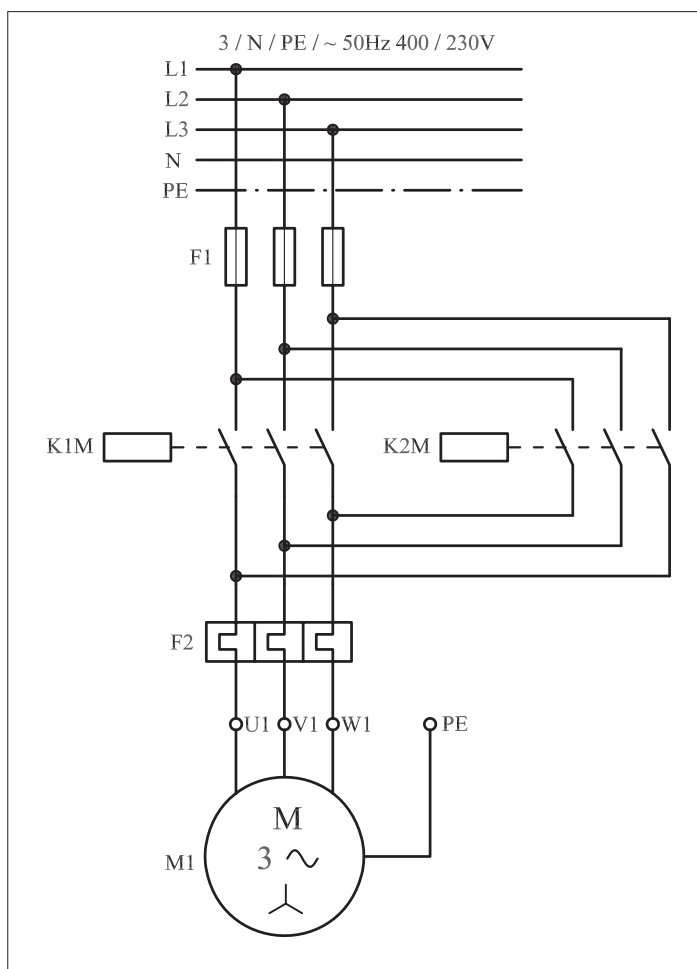 3 / N / PE / ~ 50Hz 400 / 230V
L1
L2
L3
N
PE
F1
K1M
K2M
F2
U1 V1 W1 PE
M
3 ~
M1